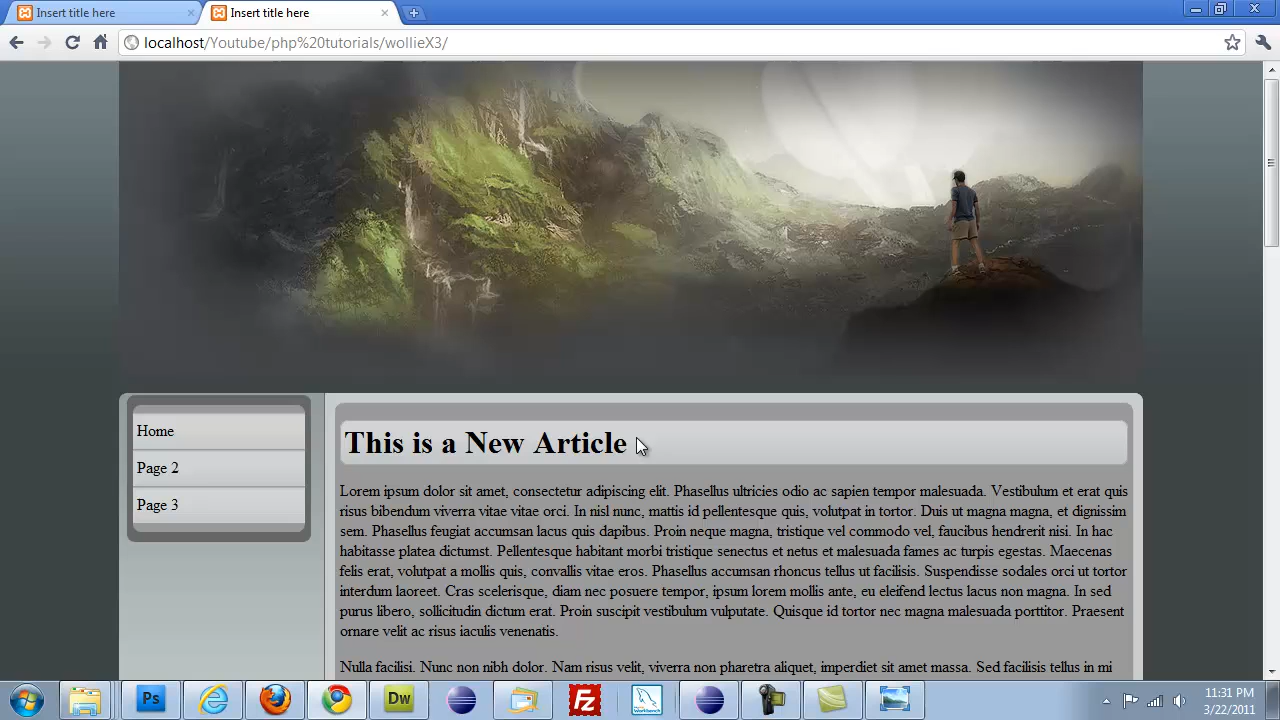 Insert title here
Insert title here
localhost/Youtube/php%20tutorials/wollieX3/
Home
Page 2
Page 3
This is a New Article
Lorem ipsum dolor sit amet, consectetur adipiscing elit. Phasellus ultricies odio ac sapien tempor malesuada. Vestibulum et erat quis
risus bibendum viverra vitae vitae orci. In nisl nunc, mattis id pellentesque quis, volutpat in tortor. Duis ut magna magna, et dignissim
sem. Phasellus feugiat accumsan lacus quis dapibus. Proin neque magna, tristique vel commodo vel, faucibus hendrerit nisi. In hac
habitasse platea dictumst. Pellentesque habitant morbi tristique senectus et netus et malesuada fames ac turpis egestas. Maecenas
felis erat, volutpat a mollis quis, convallis vitae eros. Phasellus accumsan rhoncus tellus ut facilisis. Suspendisse sodales orci ut tortor
interdum laoreet. Cras scelerisque, diam nec posuere tempor, ipsum lorem mollis ante, eu eleifend lectus lacus non magna. In sed
purus libero, sollicitudin dictum erat. Proin suscipit vestibulum vulputate. Quisque id tortor nec magna malesuada porttitor. Praesent
ornare velit ac risus iaculis venenatis.
Nulla facilisi. Nunc non nibh dolor. Nam risus velit, viverra non pharetra aliquet, imperdiet sit amet massa. Sed facilisis tellus in mi
Ps
Dw
Fz
Workbench
11:31 PM
3/22/2011